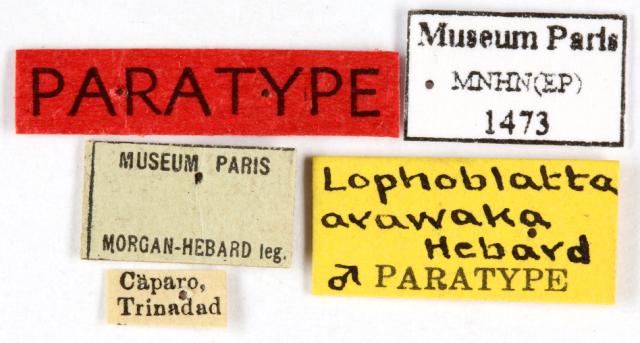 PARATYPE
Museum Paris
MNHN(EP)
1473
MUSEUM PARIS
MORGAN-HEBARD leg.
Lophoblatta
arawaka
Hebard
♂ PARATYPE
Caparo,
Trinadad